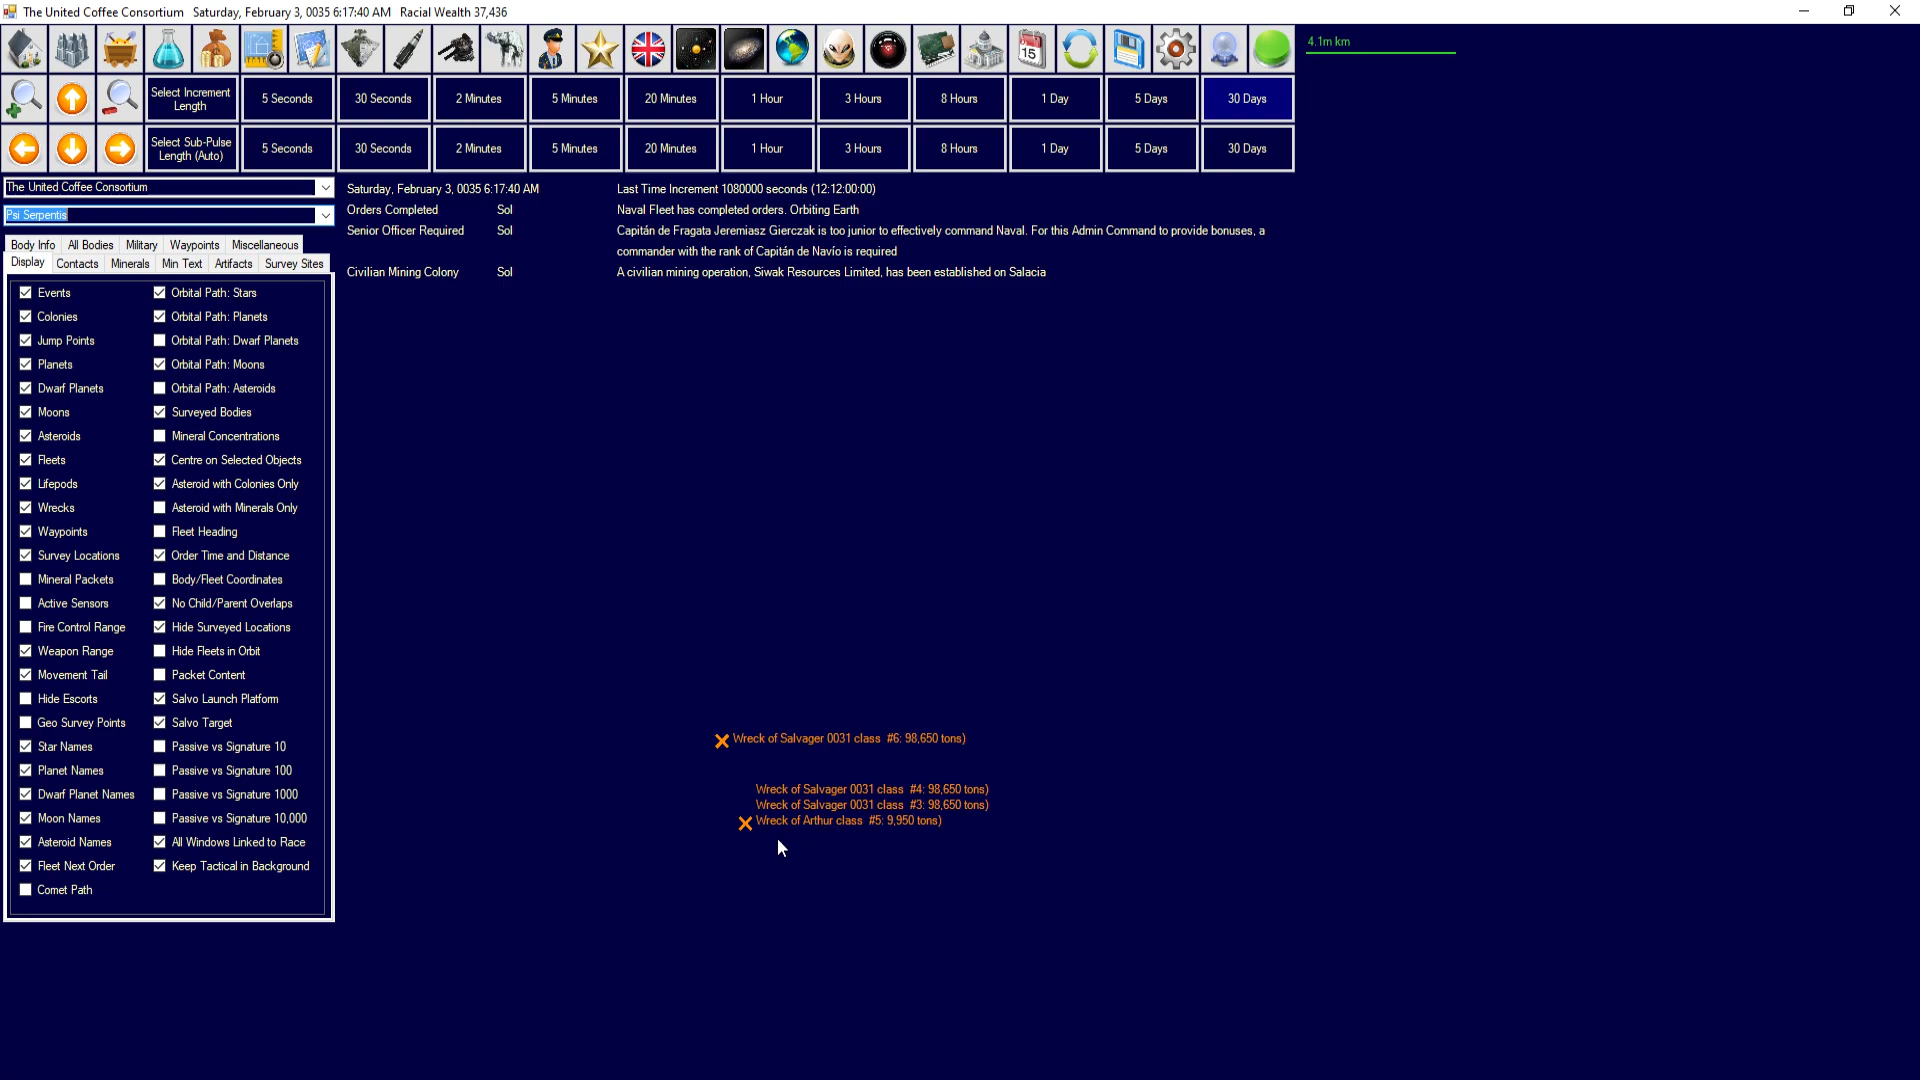 The United Coffee Consortium   Saturday, February 3, 0035 6:17:40 AM   Racial Wealth 37,436
15
4.1m km
Select Increment Length
5 Seconds
30 Seconds
2 Minutes
5 Minutes
20 Minutes
1 Hour
3 Hours
8 Hours
1 Day
5 Days
30 Days
Select Sub-Pulse Length (Auto)
5 Seconds
30 Seconds
2 Minutes
5 Minutes
20 Minutes
1 Hour
3 Hours
8 Hours
1 Day
5 Days
30 Days
The United Coffee Consortium
Psi Serpentis
Body Info   All Bodies   Military   Waypoints   Miscellaneous
Display   Contacts   Minerals   Min Text   Artifacts   Survey Sites
Events   Orbital Path: Stars
Colonies   Orbital Path: Planets
Jump Points   Orbital Path: Dwarf Planets
Planets   Orbital Path: Moons
Dwarf Planets   Orbital Path: Asteroids
Moons   Surveyed Bodies
Asteroids   Mineral Concentrations
Fleets   Centre on Selected Objects
Lifepods   Asteroid with Colonies Only
Wrecks   Asteroid with Minerals Only
Waypoints   Fleet Heading
Survey Locations   Order Time and Distance
Mineral Packets   Body/Fleet Coordinates
Active Sensors   No Child/Parent Overlaps
Fire Control Range   Hide Surveyed Locations
Weapon Range   Hide Fleets in Orbit
Movement Tail   Packet Content
Hide Escorts   Salvo Launch Platform
Geo Survey Points   Salvo Target
Star Names   Passive vs Signature 10
Planet Names   Passive vs Signature 100
Dwarf Planet Names   Passive vs Signature 1000
Moon Names   Passive vs Signature 10,000
Asteroid Names   All Windows Linked to Race
Fleet Next Order   Keep Tactical in Background
Comet Path
Saturday, February 3, 0035 6:17:40 AM   Last Time Increment 1080000 seconds (12:12:00:00)
Orders Completed   Sol   Naval Fleet has completed orders. Orbiting Earth
Senior Officer Required   Sol   Capitán de Fragata Jeremiasz Gierczak is too junior to effectively command Naval. For this Admin Command to provide bonuses, a
commander with the rank of Capitán de Navío is required
Civilian Mining Colony   Sol   A civilian mining operation, Siwak Resources Limited, has been established on Salacia
Wreck of Salvager 0031 class  #6: 98,650 tons)
Wreck of Salvager 0031 class  #4: 98,650 tons)
Wreck of Salvager 0031 class  #3: 98,650 tons)
Wreck of Arthur class  #5: 9,950 tons)